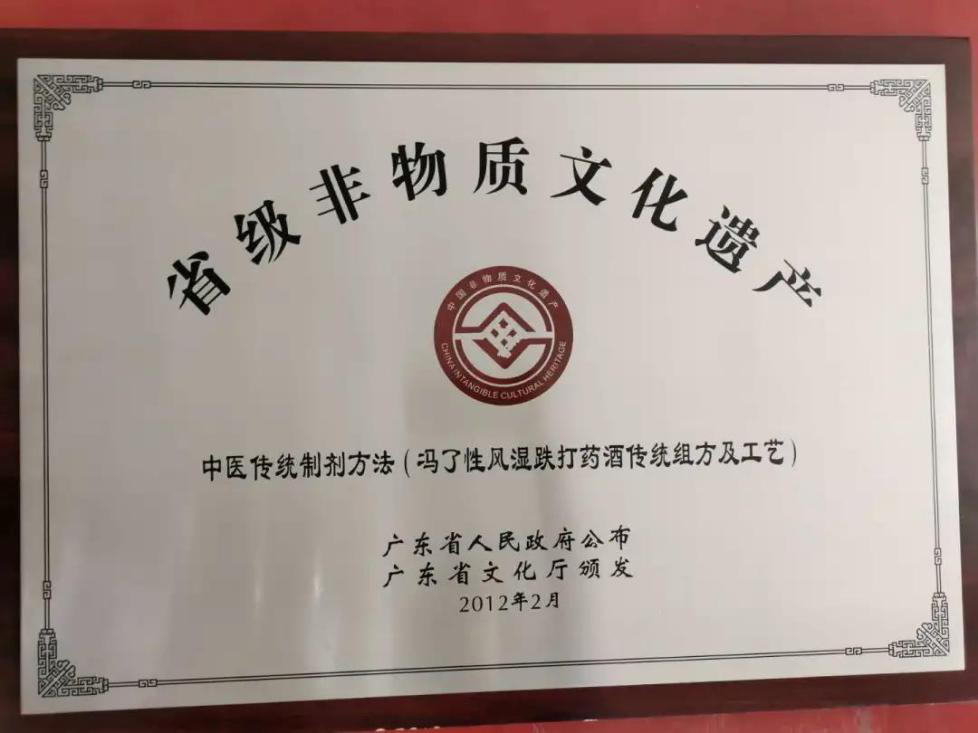 省级非物质文化遗产
中国非物质文化遗产
CHINA INTANGIBLE CULTURAL HERITAGE
中医传统制剂方法(冯了性风湿跌打药酒传统组方及工艺)
广东省人民政府公布
广东省文化厅颁发
2012年2月